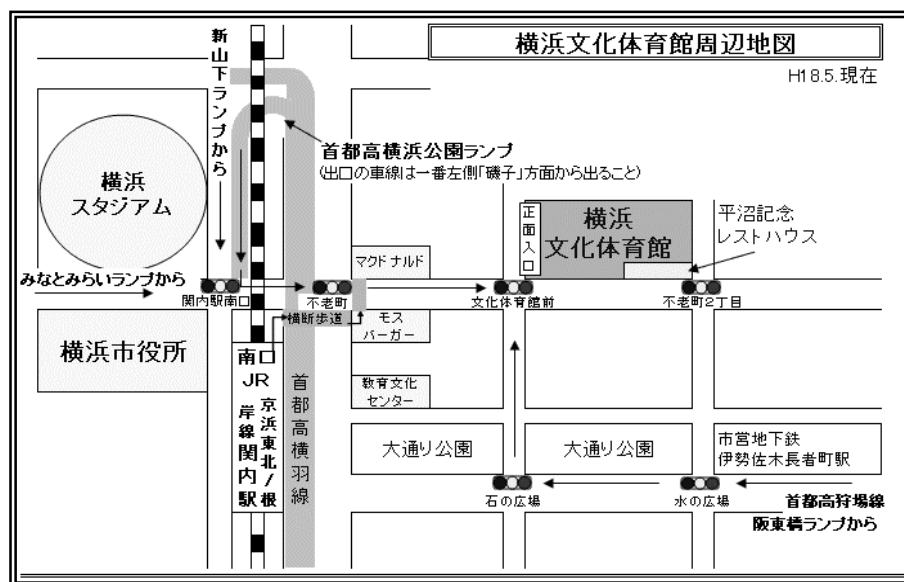 横浜文化体育館周辺地図
H18.5.現在
新山下ランプから
首都高横浜公園ランプ
(出口の車線は一番左側「磯子」方面から出ること)
横浜
スタジアム
正面入口
横浜
文化体育館
平沼記念
レストハウス
マクドナルド
みなとみらいランプから
関内駅南口
不老町
文化体育館前
不老町2丁目
横断歩道
モス
バーガー
横浜市役所
南口
JR
京浜東北/根
岸線関内駅
首都高横羽線
教育文化
センター
大通り公園
大通り公園
市営地下鉄
伊勢佐木長者町駅
石の広場
水の広場
首都高狩場線
阪東橋ランプから